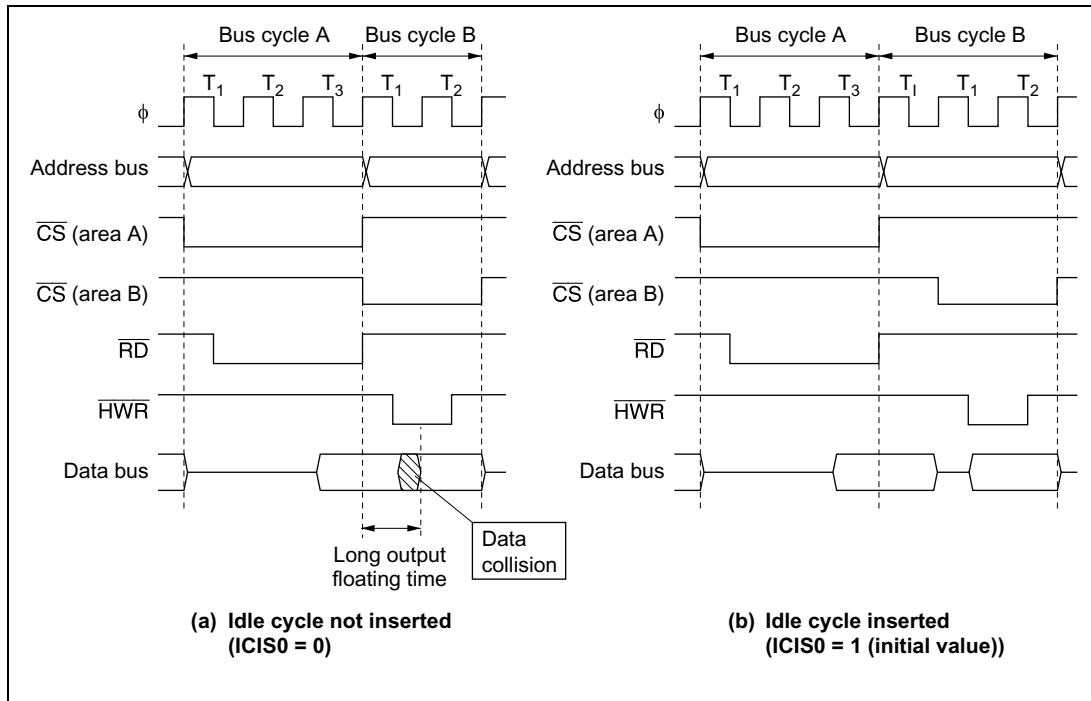 Bus cycle A Bus cycle B
T1 T2 T3 T1 T2
φ
Address bus
CS (area A)
CS (area B)
RD
HWR
Data bus
Long output
floating time
Data
collision
(a) Idle cycle not inserted
(ICIS0 = 0)
Bus cycle A Bus cycle B
T1 T2 T3 TI T1 T2
φ
Address bus
CS (area A)
CS (area B)
RD
HWR
Data bus
(b) Idle cycle inserted
(ICIS0 = 1 (initial value))